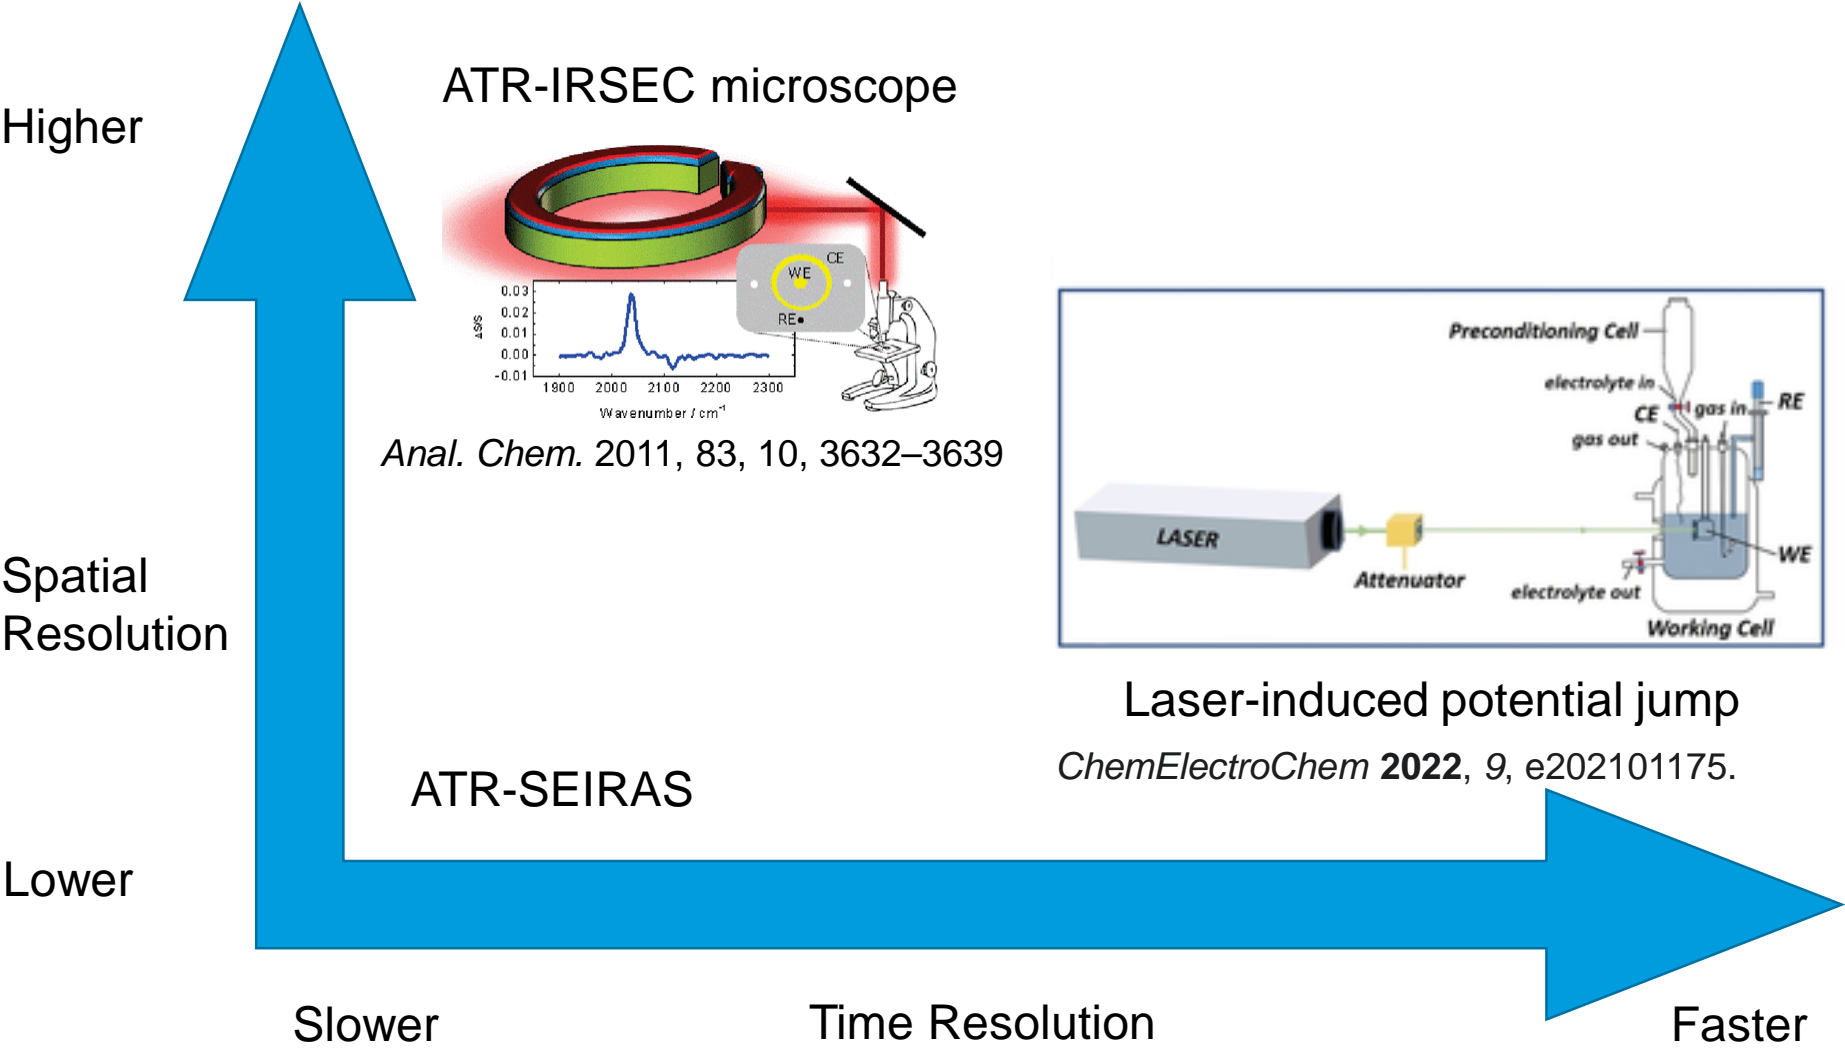 ATR-IRSEC microscope
Higher
CE
WE
RE
0.03
0.02
0.01
0.00
-0.01
ΔS/S
1900 2000 2100 2200 2300
Wavenumber / cm⁻¹
Anal. Chem. 2011, 83, 10, 3632–3639
Preconditioning Cell
electrolyte in
CE
gas in
RE
gas out
LASER
Attenuator
WE
electrolyte out
Working Cell
Spatial
Resolution
Laser-induced potential jump
ChemElectroChem 2022, 9, e202101175.
ATR-SEIRAS
Lower
Slower
Time Resolution
Faster